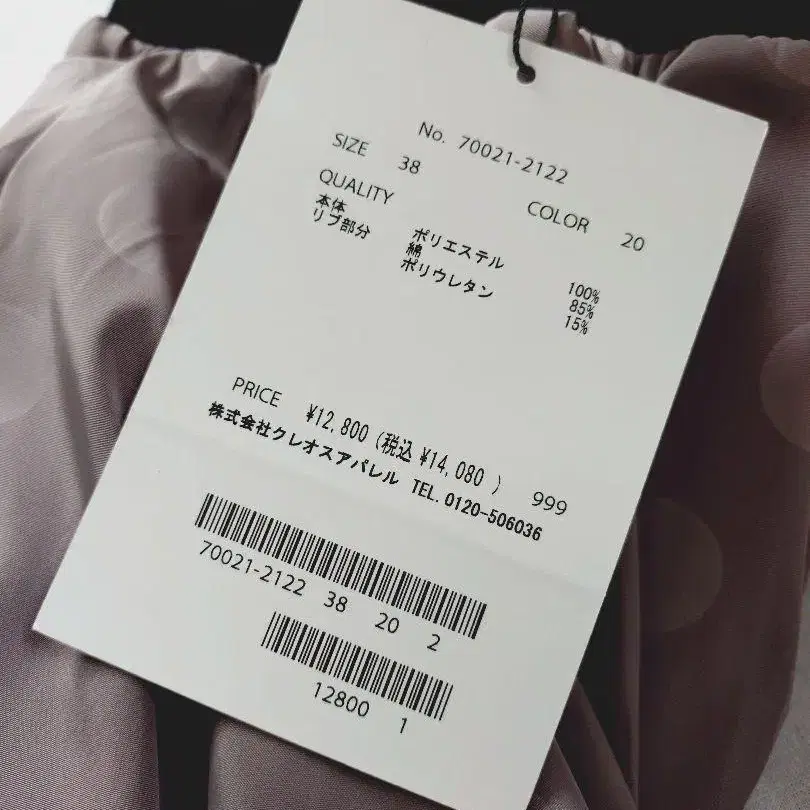 No. 70021-2122
SIZE 38
COLOR 20
QUALITY
本体 ポリエステル 100%
リブ部分 綿 85%
ポリウレタン 15%
PRICE ¥12,800 (税込 ¥14,080 ) 999
株式会社クレオスアパレル TEL. 0120-506036
70021-2122 38 20 2
12800 1